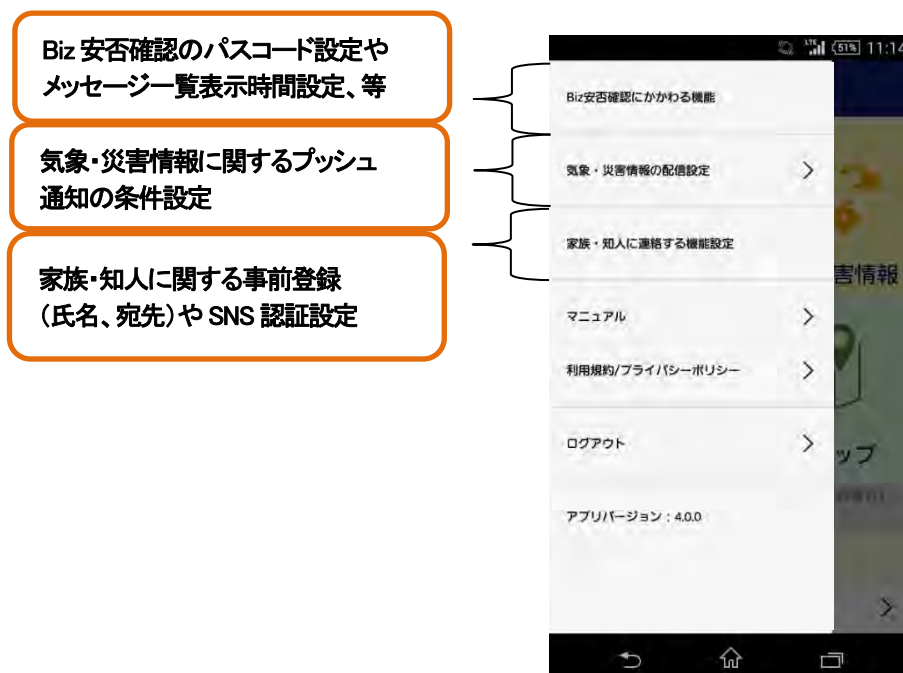 Biz 安否確認のパスコード設定や
メッセージ一覧表示時間設定、等
気象・災害情報に関するプッシュ
通知の条件設定
家族・知人に関する事前登録
(氏名、宛先)や SNS 認証設定
LTE 51% 11:14
Biz安否確認にかかわる機能
気象・災害情報の配信設定
家族・知人に連絡する機能設定
害情報
マニュアル
利用規約/プライバシーポリシー
ログアウト
ップ
アプリバージョン:4.0.0